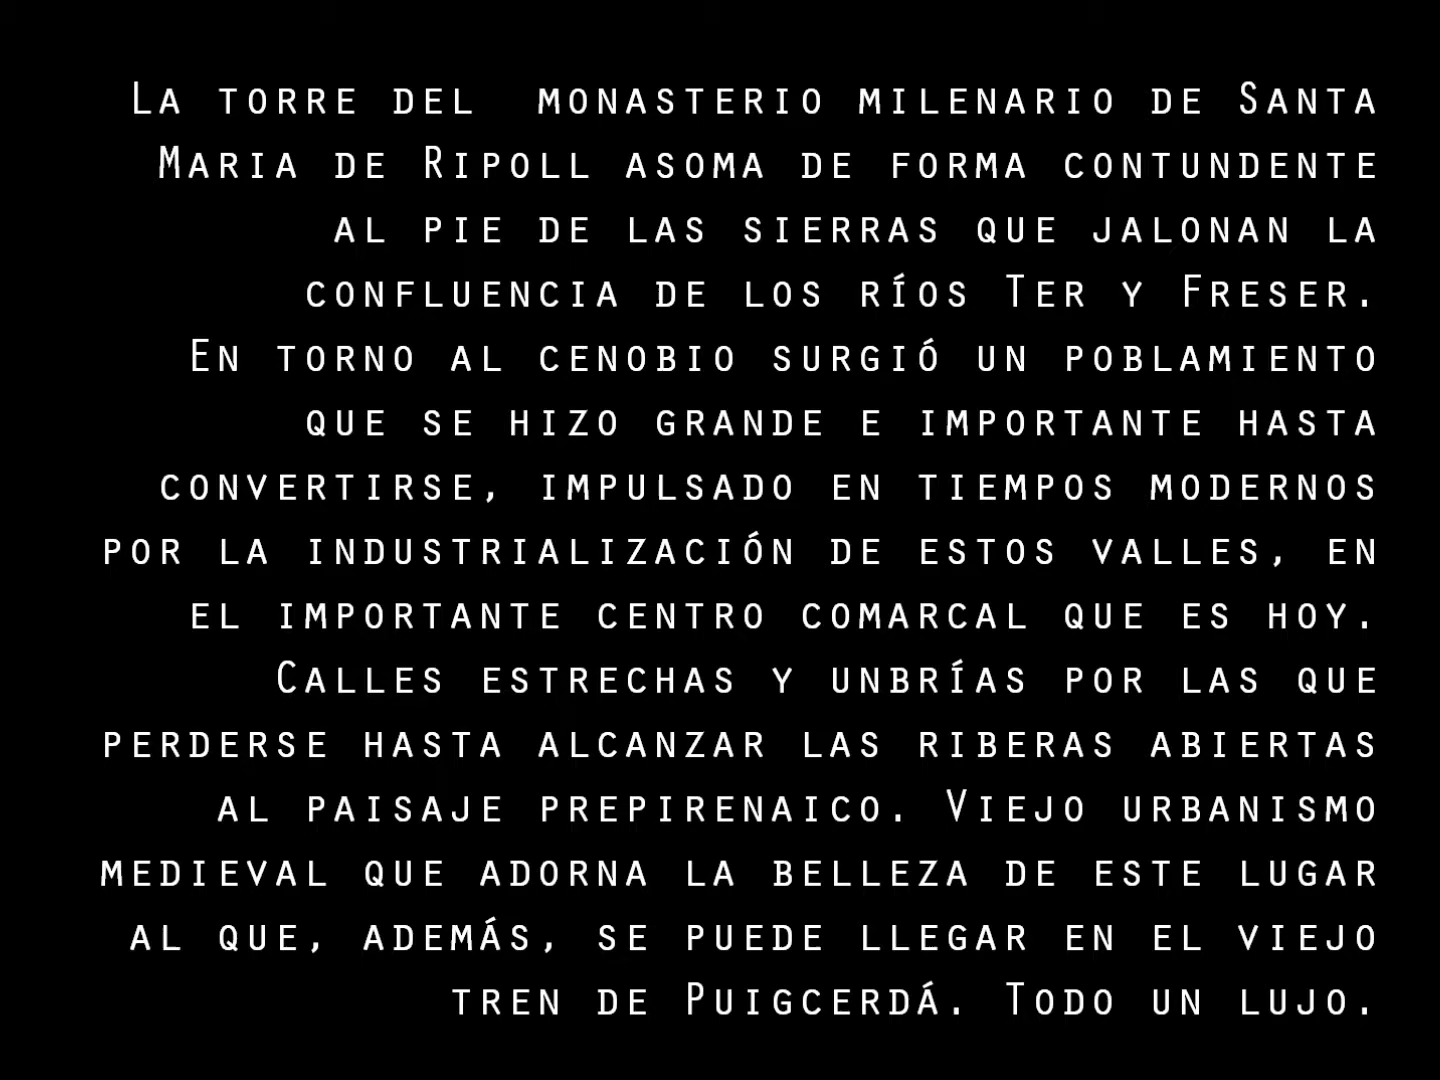 La torre del  monasterio milenario de Santa
Maria de Ripoll asoma de forma contundente
al pie de las sierras que jalonan la
confluencia de los ríos Ter y Freser.
En torno al cenobio surgió un poblamiento
que se hizo grande e importante hasta
convertirse, impulsado en tiempos modernos
por la industrialización de estos valles, en
el importante centro comarcal que es hoy.
Calles estrechas y unbrías por las que
perderse hasta alcanzar las riberas abiertas
al paisaje prepirenaico. Viejo urbanismo
medieval que adorna la belleza de este lugar
al que, además, se puede llegar en el viejo
tren de Puigcerdá. Todo un lujo.